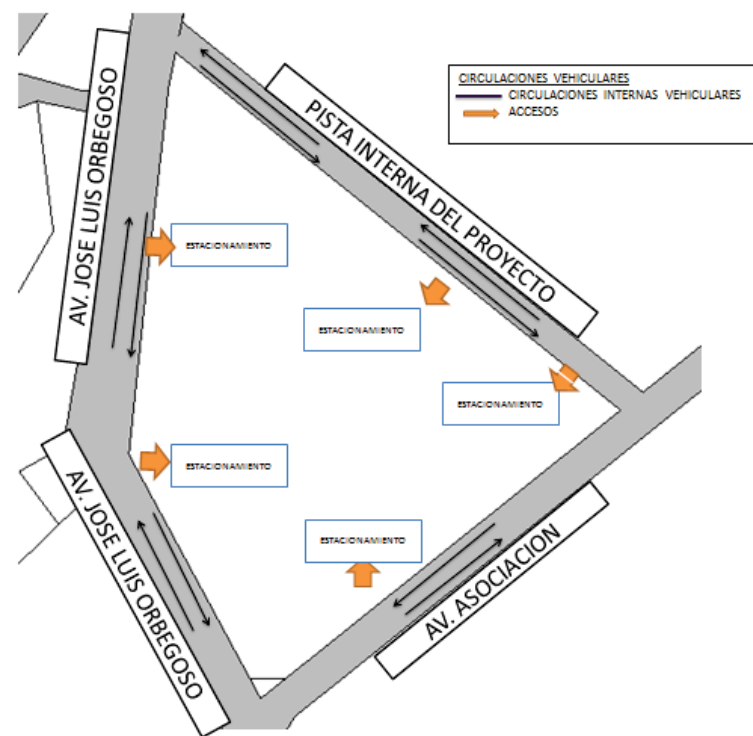 CIRCULACIONES VEHICULARES
CIRCULACIONES INTERNAS VEHICULARES
ACCESOS
AV. JOSE LUIS ORBEGOSO
PISTA INTERNA DEL PROYECTO
ESTACIONAMIENTO
ESTACIONAMIENTO
ESTACIONAMIENTO
ESTACIONAMIENTO
ESTACIONAMIENTO
AV. JOSE LUIS ORBEGOSO
AV. ASOCIACION